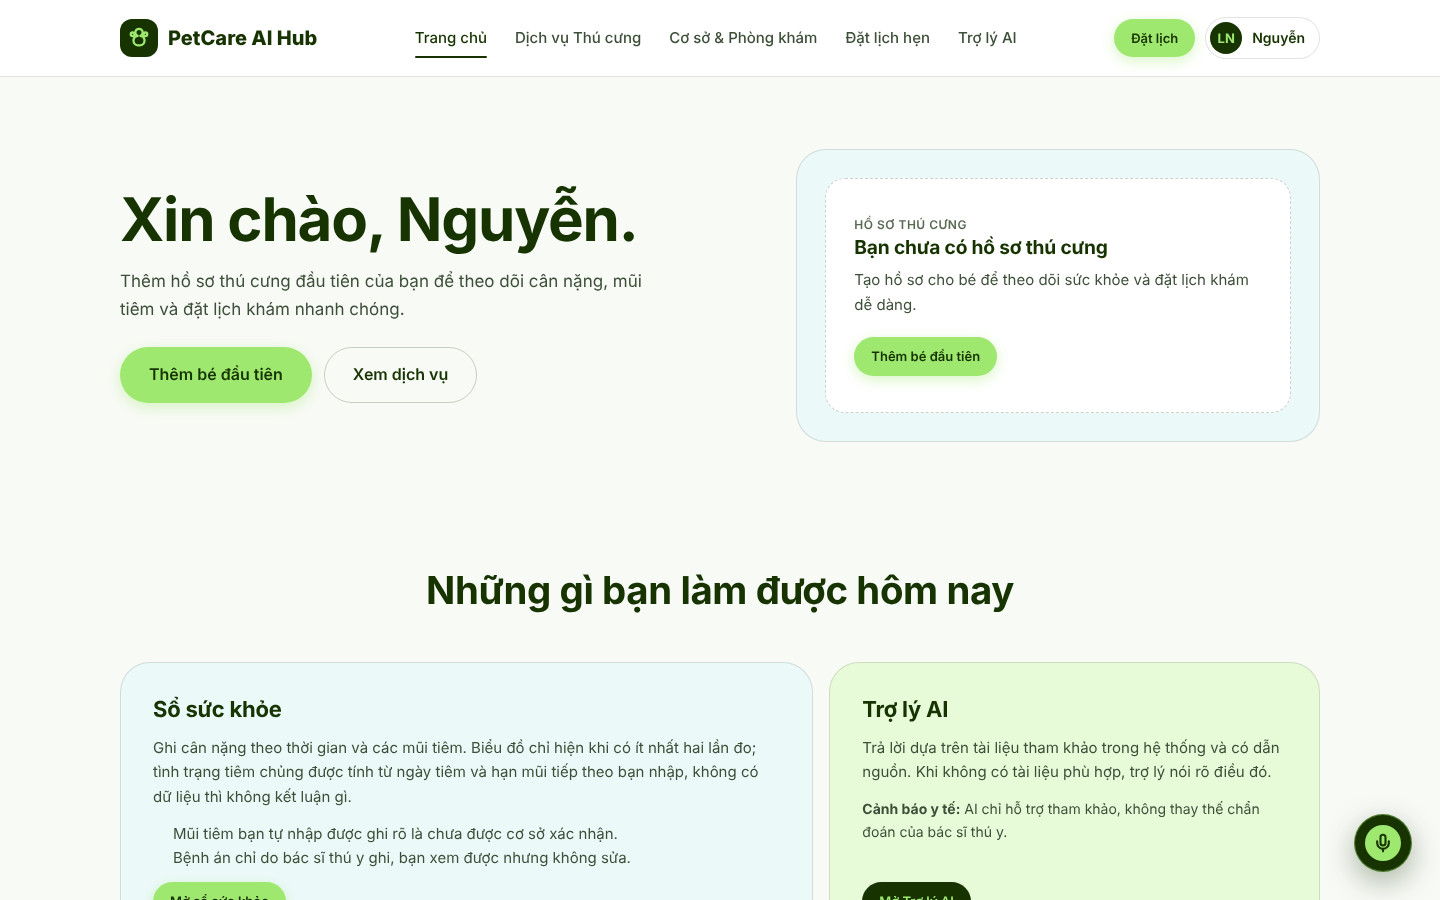 PetCare AI Hub
Trang chủ
Dịch vụ Thú cưng
Cơ sở & Phòng khám
Đặt lịch hẹn
Trợ lý AI
Đặt lịch
LN
Nguyễn
Xin chào, Nguyễn.
Thêm hồ sơ thú cưng đầu tiên của bạn để theo dõi cân nặng, mũi
tiêm và đặt lịch khám nhanh chóng.
Thêm bé đầu tiên
Xem dịch vụ
HỒ SƠ THÚ CƯNG
Bạn chưa có hồ sơ thú cưng
Tạo hồ sơ cho bé để theo dõi sức khỏe và đặt lịch khám
dễ dàng.
Thêm bé đầu tiên
Những gì bạn làm được hôm nay
Sổ sức khỏe
Ghi cân nặng theo thời gian và các mũi tiêm. Biểu đồ chỉ hiện khi có ít nhất hai lần đo;
tình trạng tiêm chủng được tính từ ngày tiêm và hạn mũi tiếp theo bạn nhập, không có
dữ liệu thì không kết luận gì.
Mũi tiêm bạn tự nhập được ghi rõ là chưa được cơ sở xác nhận.
Bệnh án chỉ do bác sĩ thú y ghi, bạn xem được nhưng không sửa.
Mở sổ sức khỏe
Trợ lý AI
Trả lời dựa trên tài liệu tham khảo trong hệ thống và có dẫn
nguồn. Khi không có tài liệu phù hợp, trợ lý nói rõ điều đó.
Cảnh báo y tế: AI chỉ hỗ trợ tham khảo, không thay thế chẩn
đoán của bác sĩ thú y.
Mở Trợ lý AI